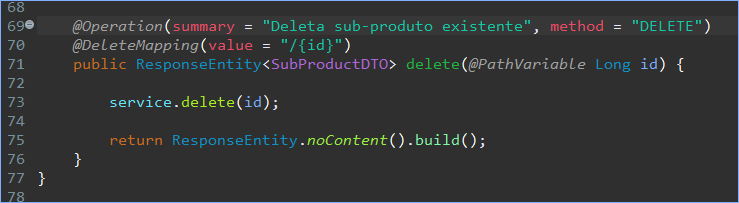 68
69 @Operation(summary = "Deleta sub-produto existente", method = "DELETE")
70 @DeleteMapping(value = "/{id}")
71 public ResponseEntity<SubProductDTO> delete(@PathVariable Long id) {
72
73 service.delete(id);
74
75 return ResponseEntity.noContent().build();
76 }
77 }
78